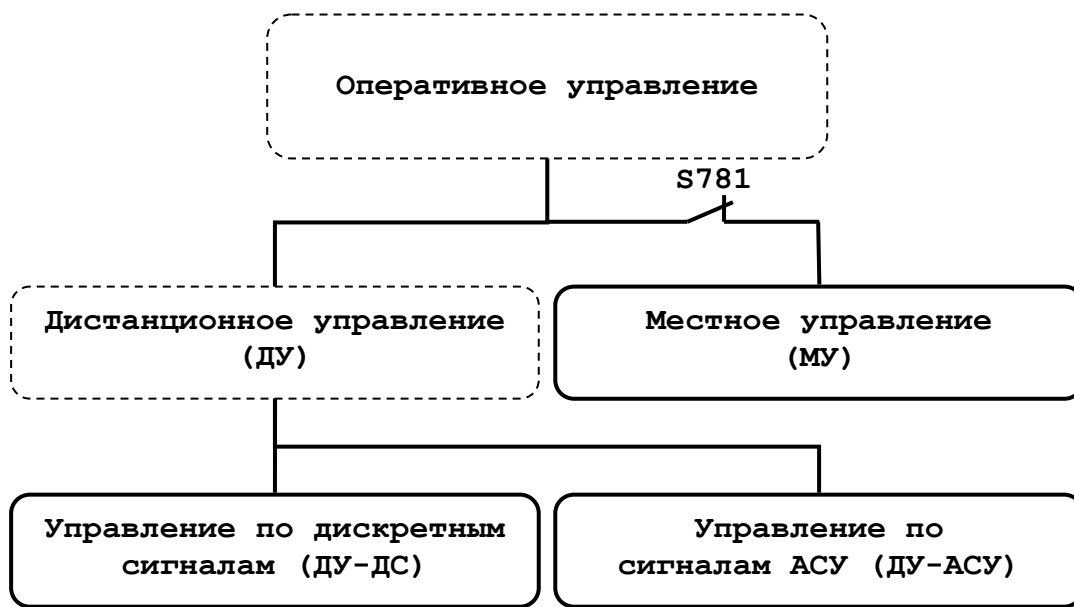 Оперативное управление
S781
Дистанционное управление
(ДУ)
Местное управление
(МУ)
Управление по дискретным
сигналам (ДУ-ДС)
Управление по
сигналам АСУ (ДУ-АСУ)